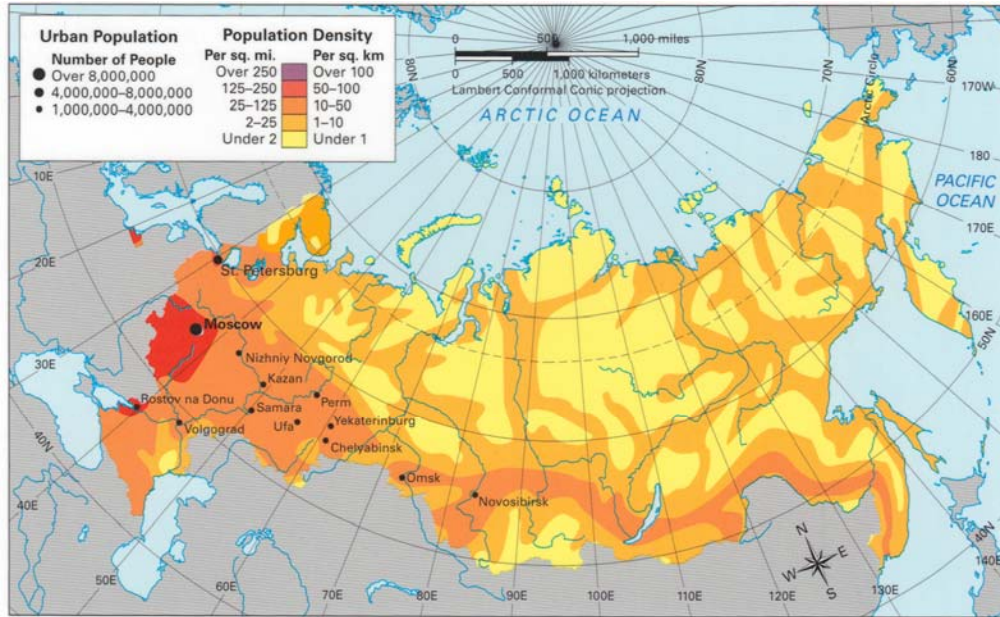 Urban Population
Number of People
Over 8,000,000
4,000,000–8,000,000
1,000,000–4,000,000
Population Density
Per sq. mi. Per sq. km
Over 250 Over 100
125–250 50–100
25–125 10–50
2–25 1–10
Under 2 Under 1
0 500 1,000 miles
0 500 1,000 kilometers
Lambert Conformal Conic projection
ARCTIC OCEAN
PACIFIC
OCEAN
Arctic Circle
80N
70N
60N
170W
180
170E
160E
50N
10E
20E
30E
40N
40E
50E
60E
70E
80E
90E
100E
110E
120E
130E
40N
140E
St. Petersburg
Moscow
Nizhniy Novgorod
Kazan
Rostov na Donu
Perm
Samara
Volgograd
Ufa
Yekaterinburg
Chelyabinsk
Omsk
Novosibirsk
N
W E
S